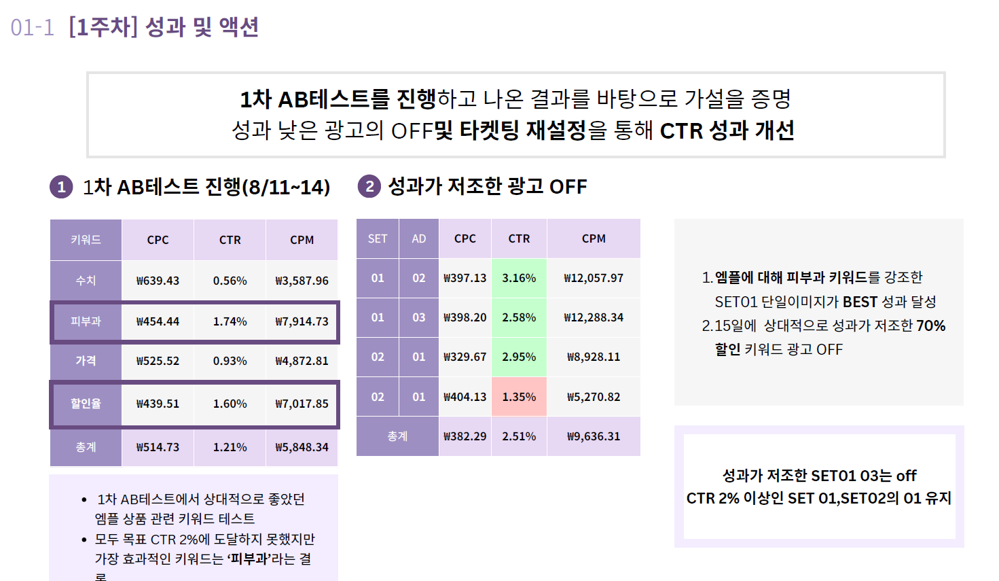 01-1 [1주차] 성과 및 액션
1차 AB테스트를 진행하고 나온 결과를 바탕으로 가설을 증명
성과 낮은 광고의 OFF및 타켓팅 재설정을 통해 CTR 성과 개선
1 1차 AB테스트 진행(8/11~14)
키워드 CPC CTR CPM
수치 ₩639.43 0.56% ₩3,587.96
피부과 ₩454.44 1.74% ₩7,914.73
가격 ₩525.52 0.93% ₩4,872.81
할인율 ₩439.51 1.60% ₩7,017.85
총계 ₩514.73 1.21% ₩5,848.34
• 1차 AB테스트에서 상대적으로 좋았던
엠플 상품 관련 키워드 테스트
• 모두 목표 CTR 2%에 도달하지 못했지만
가장 효과적인 키워드는 ‘피부과’라는 결
론
2 성과가 저조한 광고 OFF
SET AD CPC CTR CPM
01 02 ₩397.13 3.16% ₩12,057.97
01 03 ₩398.20 2.58% ₩12,288.34
02 01 ₩329.67 2.95% ₩8,928.11
02 01 ₩404.13 1.35% ₩5,270.82
총계 ₩382.29 2.51% ₩9,636.31
1. 엠플에 대해 피부과 키워드를 강조한
SET01 단일이미지가 BEST 성과 달성
2. 15일에 상대적으로 성과가 저조한 70%
할인 키워드 광고 OFF
성과가 저조한 SET01 03는 off
CTR 2% 이상인 SET 01,SET02의 01 유지